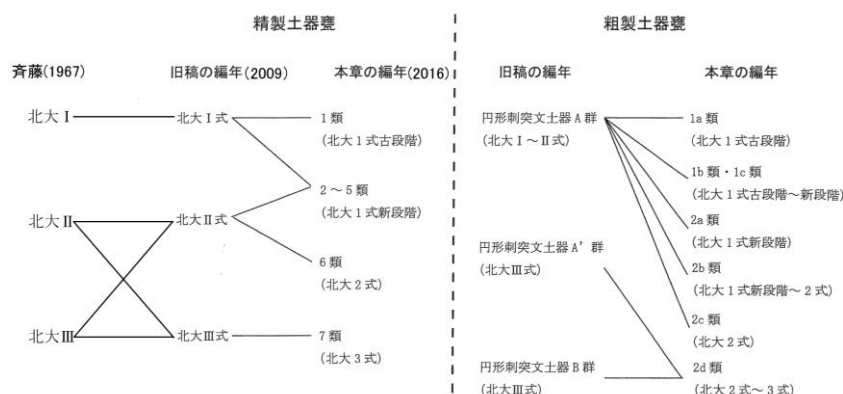 精製土器甕
斉藤(1967)
旧稿の編年(2009)
本章の編年(2016)
北大Ⅰ
北大Ⅰ式
1類
(北大1式古段階)
2～5類
(北大1式新段階)
北大Ⅱ
北大Ⅱ式
6類
(北大2式)
北大Ⅲ
北大Ⅲ式
7類
(北大3式)
粗製土器甕
旧稿の編年
本章の編年
円形刺突文土器A群
(北大Ⅰ～Ⅱ式)
1a類
(北大1式古段階)
1b類・1c類
(北大1式古段階～新段階)
2a類
(北大1式新段階)
円形刺突文土器A’群
(北大Ⅲ式)
2b類
(北大1式新段階～2式)
2c類
(北大2式)
円形刺突文土器B群
(北大Ⅲ式)
2d類
(北大2式～3式)